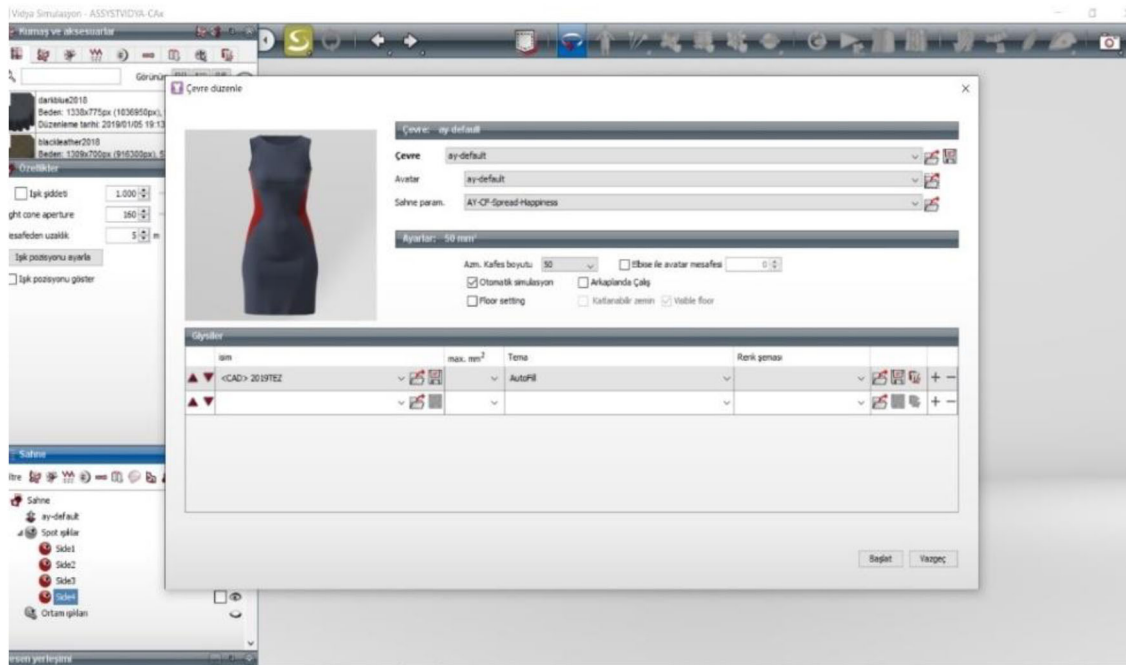 Vidya Simulasyon - ASSYSTVIDYA-CAx
Kumaş ve aksesuarlar
Görünüm
darkblue2018
Beden: 1338x775px (1036950px),
Düzenleme tarihi: 2019/01/05 19:13
blackleather2018
Beden: 1309x700px (916300px), 5
Özellikler
Işık şiddeti 1.000
ght cone aperture 160
esafeden uzaklık 5 m
Işık pozisyonu ayarla
Işık pozisyonu göster
Sahne
Sahne
ay-default
Spot ışıklar
Side1
Side2
Side3
Side4
Ortam ışıkları
esen yerleşimi
Çevre düzenle
Çevre: ay-default
Çevre ay-default
Avatar ay-default
Sahne param. AY-CP-Spread-Happiness
Ayarlar: 50 mm²
Azm. Kafes boyutu 50 Elbise ile avatar mesafesi 0
Otomatik simulasyon Arkaplanda Çalış
Floor setting Katlanabilir zemin Visible floor
Giysiler
isim max. mm² Tema Renk şeması
<CAD> 2019TEZ AutoFill
Başlat Vazgeç